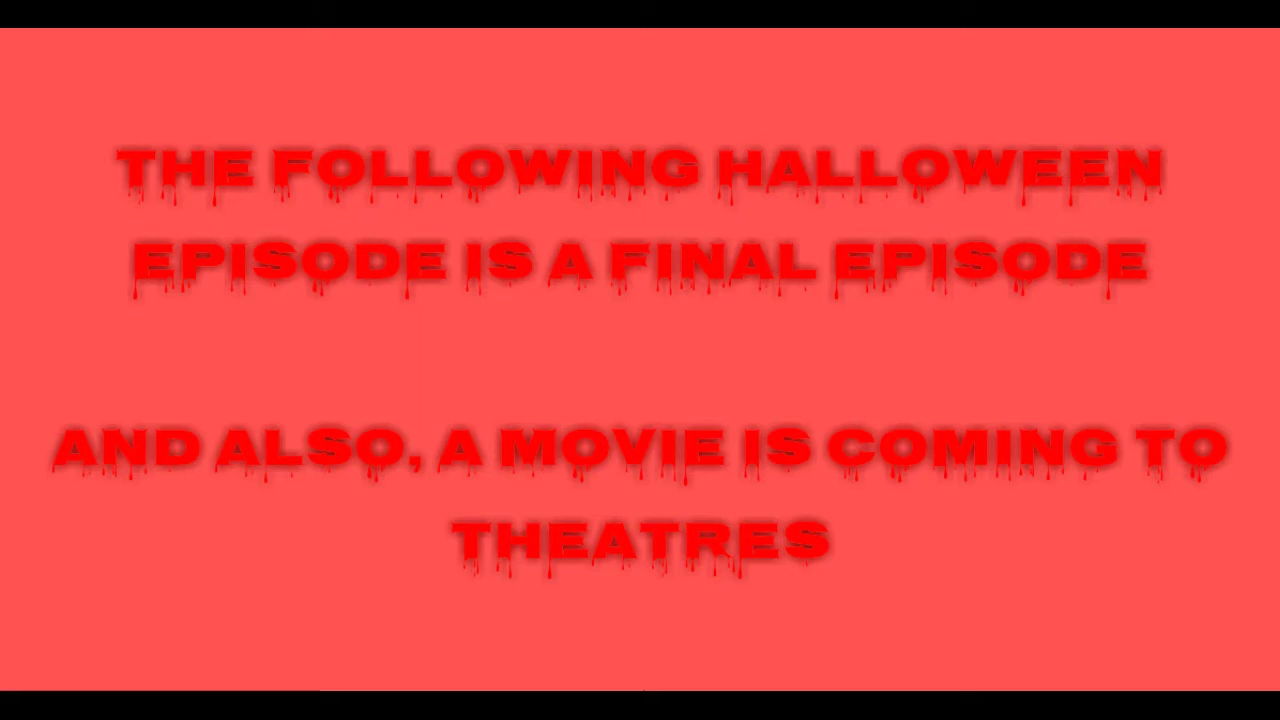 THE FOLLOWING HALLOWEEN
EPISODE IS A FINAL EPISODE
AND ALSO, A MOVIE IS COMING TO
THEATRES